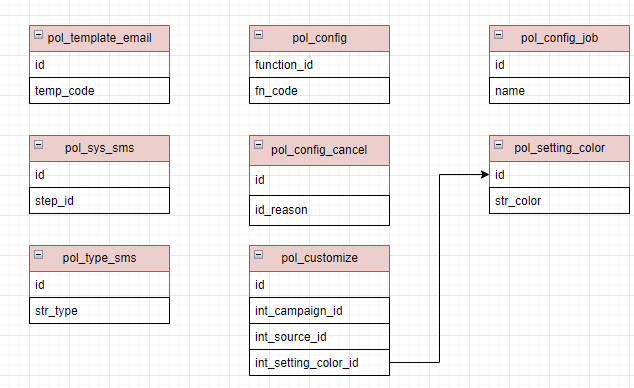 pol_template_email
id
temp_code
pol_config
function_id
fn_code
pol_config_job
id
name
pol_sys_sms
id
step_id
pol_config_cancel
id
id_reason
pol_setting_color
id
str_color
pol_type_sms
id
str_type
pol_customize
id
int_campaign_id
int_source_id
int_setting_color_id